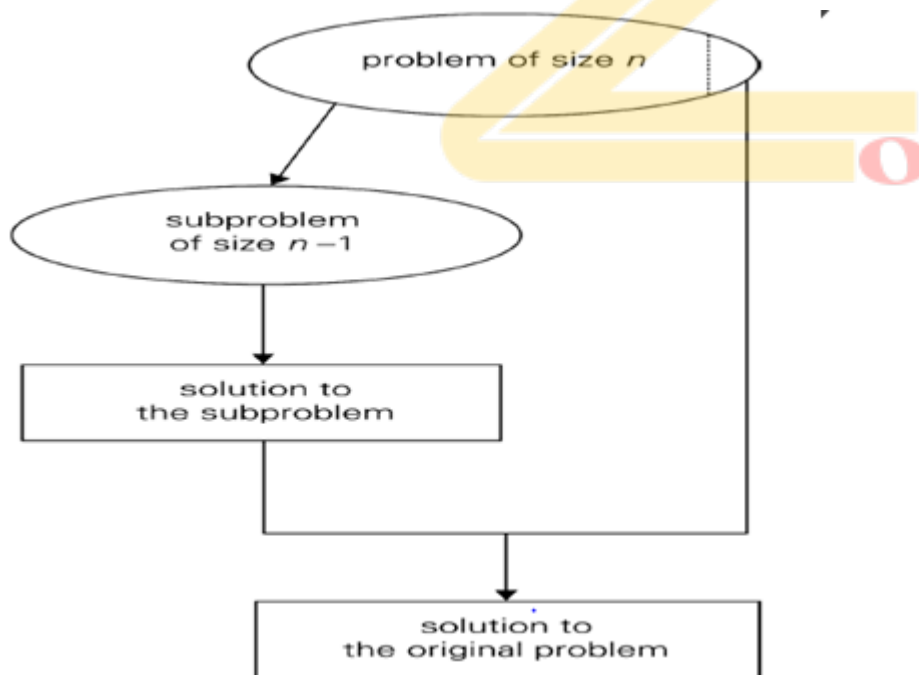 problem of size n
subproblem
of size n –1
solution to
the subproblem
solution to
the original problem